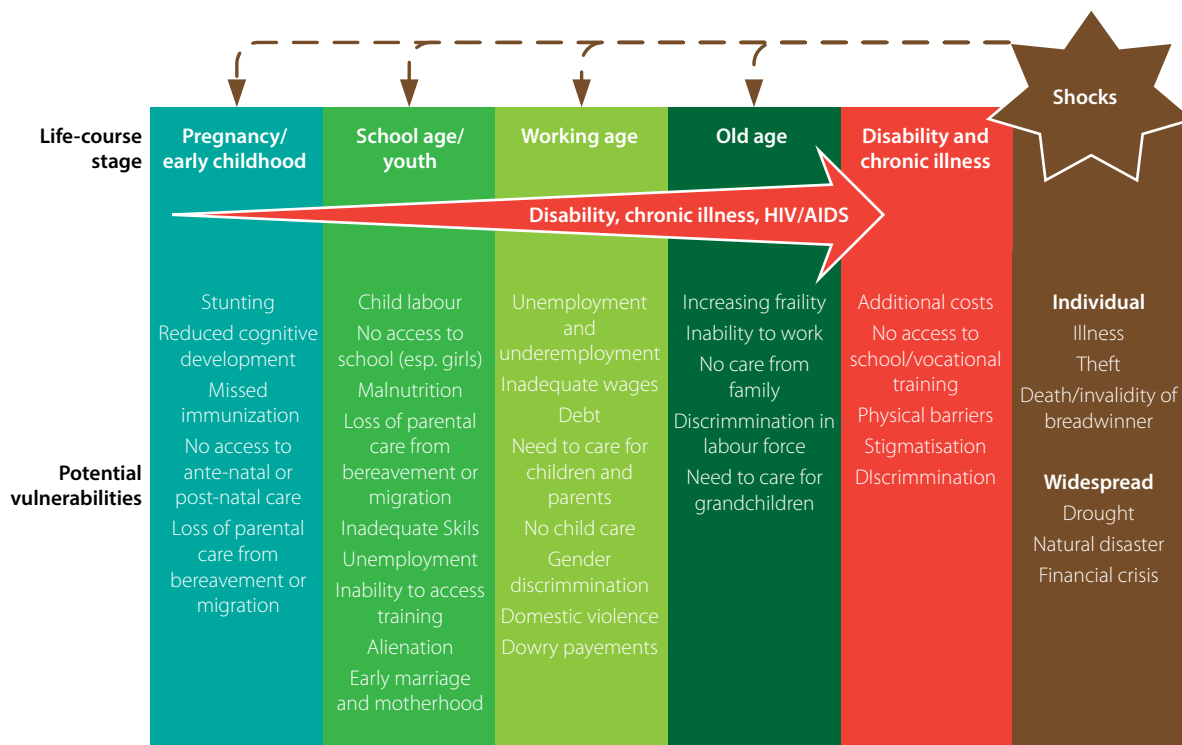 Shocks
Life-course
stage
Pregnancy/
early childhood
School age/
youth
Working age
Old age
Disability and
chronic illness
Disability, chronic illness, HIV/AIDS
Potential
vulnerabilities
Stunting
Reduced cognitive
development
Missed
immunization
No access to
ante-natal or
post-natal care
Loss of parental
care from
bereavement or
migration
Child labour
No access to
school (esp. girls)
Malnutrition
Loss of parental
care from
bereavement or
migration
Inadequate Skils
Unemployment
Inability to access
training
Alienation
Early marriage
and motherhood
Unemployment
and
underemployment
Inadequate wages
Debt
Need to care for
children and
parents
No child care
Gender
discrimmination
Domestic violence
Dowry payements
Increasing fraility
Inability to work
No care from
family
Discrimination in
labour force
Need to care for
grandchildren
Additional costs
No access to
school/vocational
training
Physical barriers
Stigmatisation
DIscrimination
Individual
Illness
Theft
Death/invalidity of
breadwinner
Widespread
Drought
Natural disaster
Financial crisis